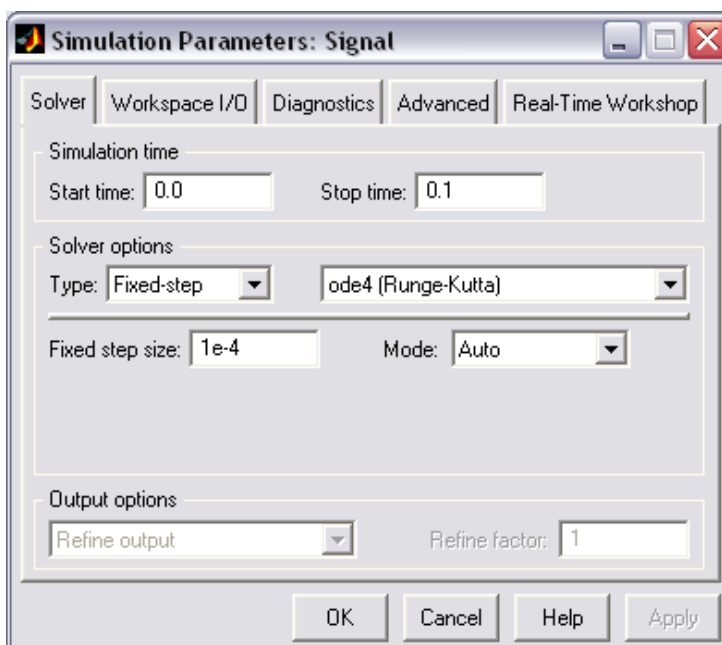 Simulation Parameters: Signal
Solver Workspace I/O Diagnostics Advanced Real-Time Workshop
Simulation time
Start time: 0.0 Stop time: 0.1
Solver options
Type: Fixed-step ode4 (Runge-Kutta)
Fixed step size: 1e-4 Mode: Auto
Output options
Refine output Refine factor: 1
OK Cancel Help Apply